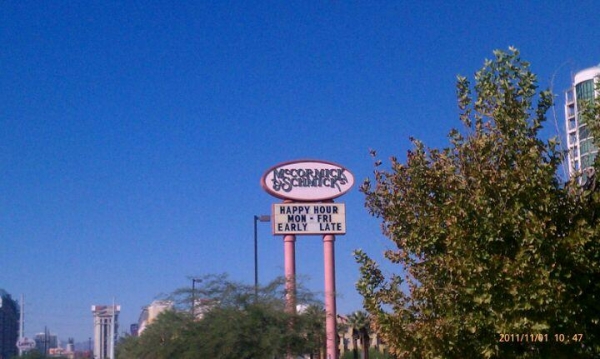 McCORMICK
& SCHMICK'S
HAPPY HOUR
MON - FRI
EARLY LATE
2011/11/01 10:47